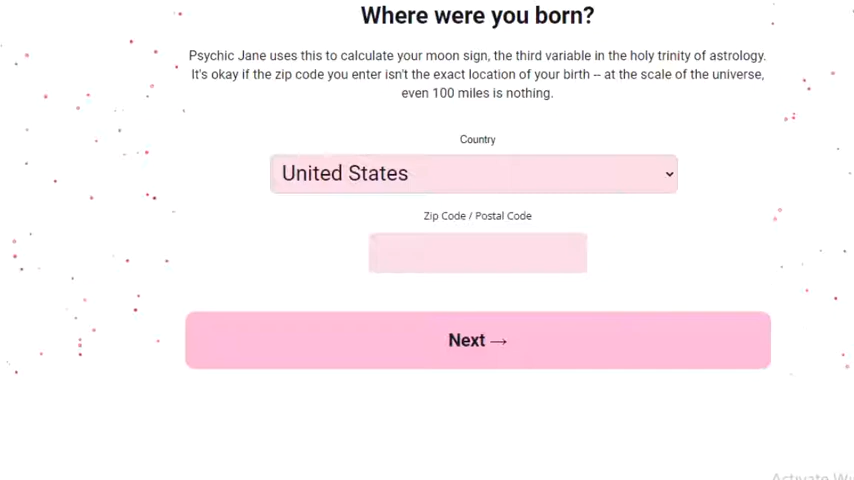 Where were you born?
Psychic Jane uses this to calculate your moon sign, the third variable in the holy trinity of astrology.
It's okay if the zip code you enter isn't the exact location of your birth -- at the scale of the universe,
even 100 miles is nothing.
Country
United States
Zip Code / Postal Code
Next →
Activate